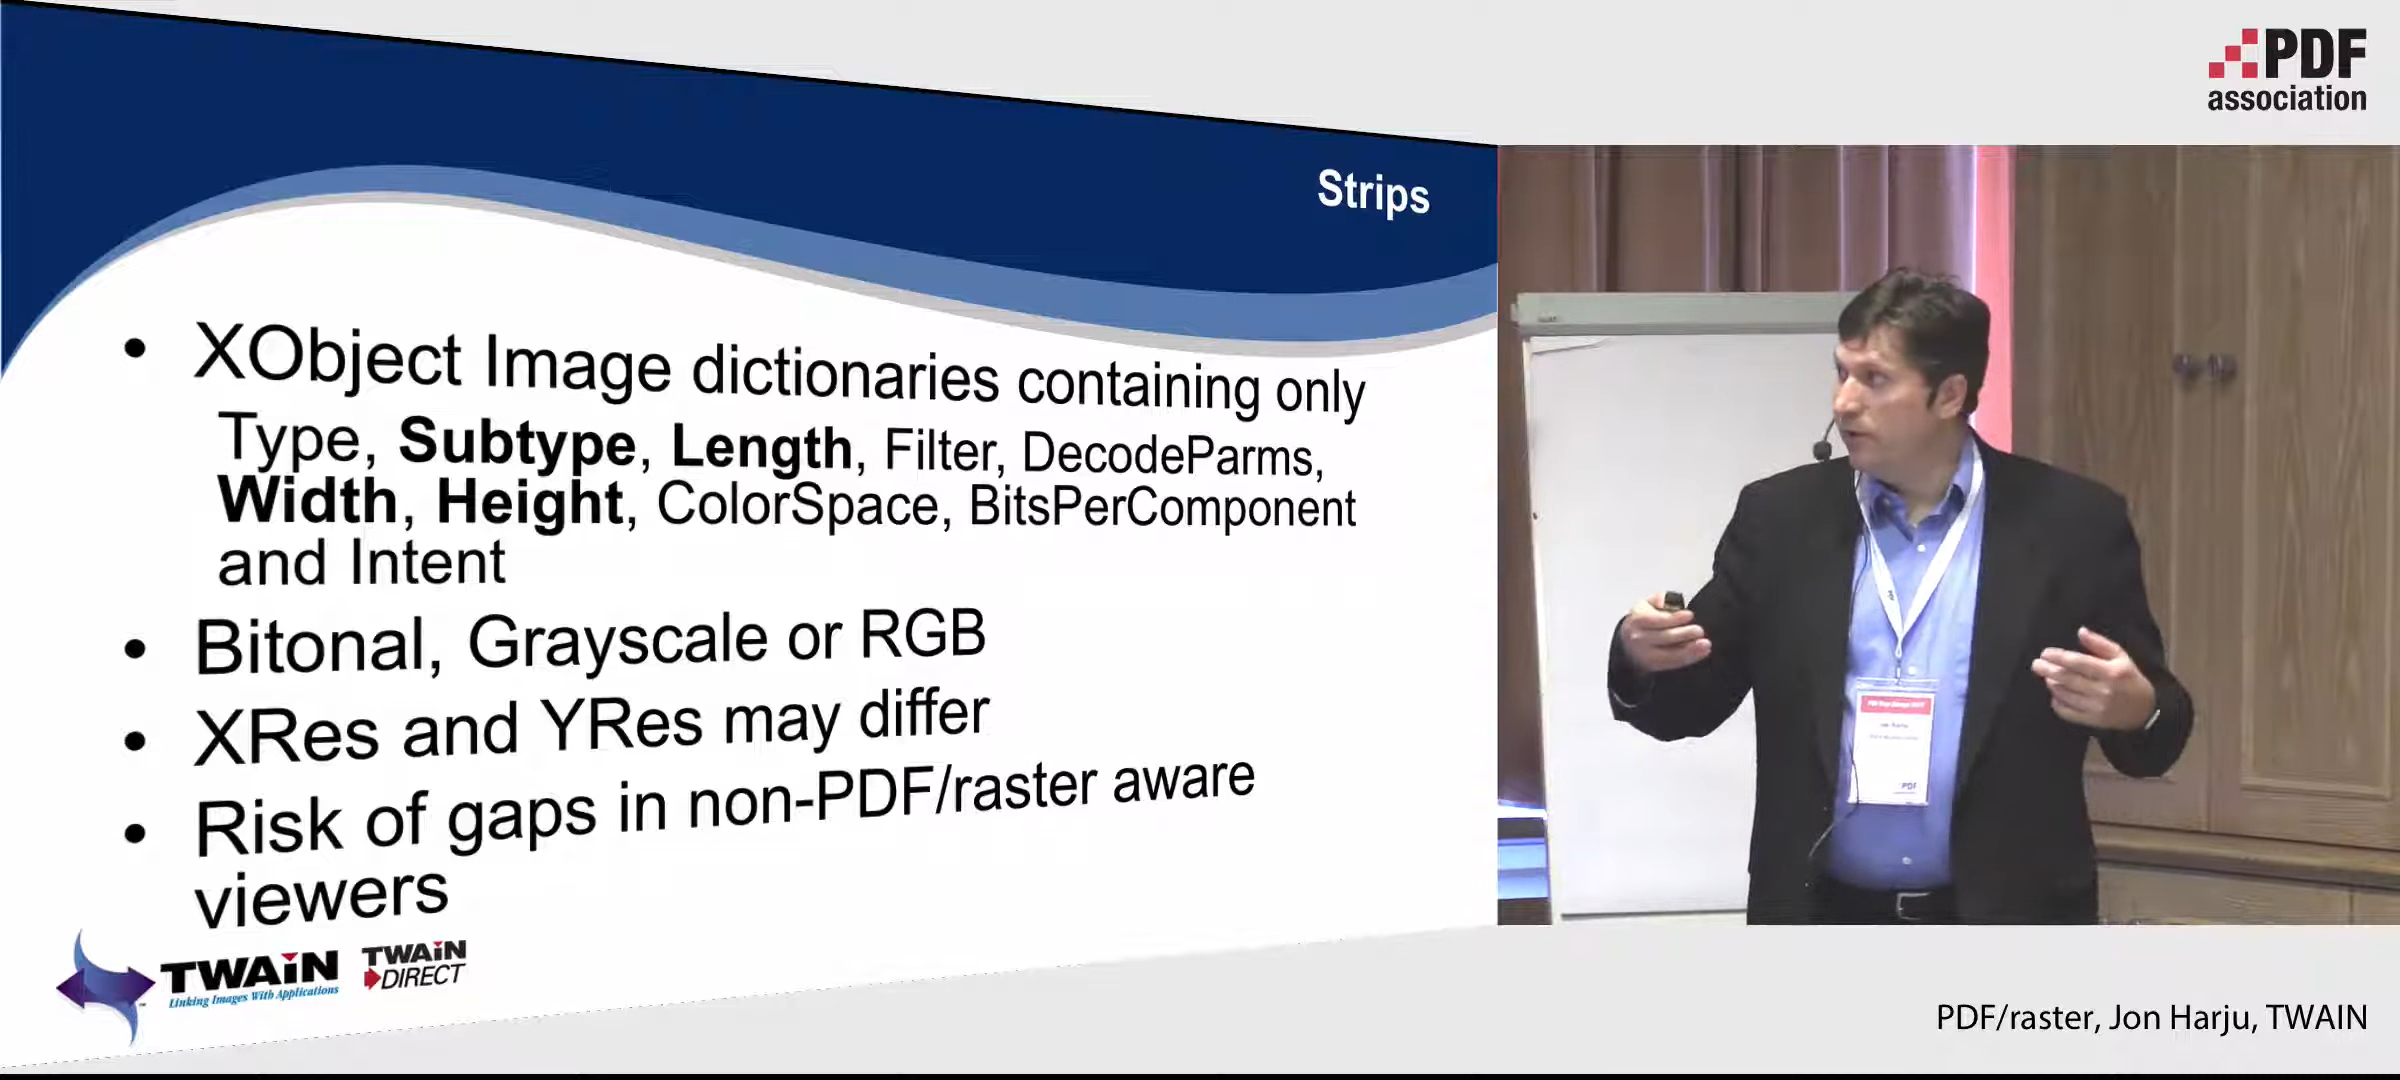 PDF
association
Strips
• XObject Image dictionaries containing only
Type, Subtype, Length, Filter, DecodeParms,
Width, Height, ColorSpace, BitsPerComponent
and Intent
• Bitonal, Grayscale or RGB
• XRes and YRes may differ
• Risk of gaps in non-PDF/raster aware
viewers
TWAIN
Linking Images With Applications
TWAIN
DIRECT
PDF
PDF/raster, Jon Harju, TWAIN